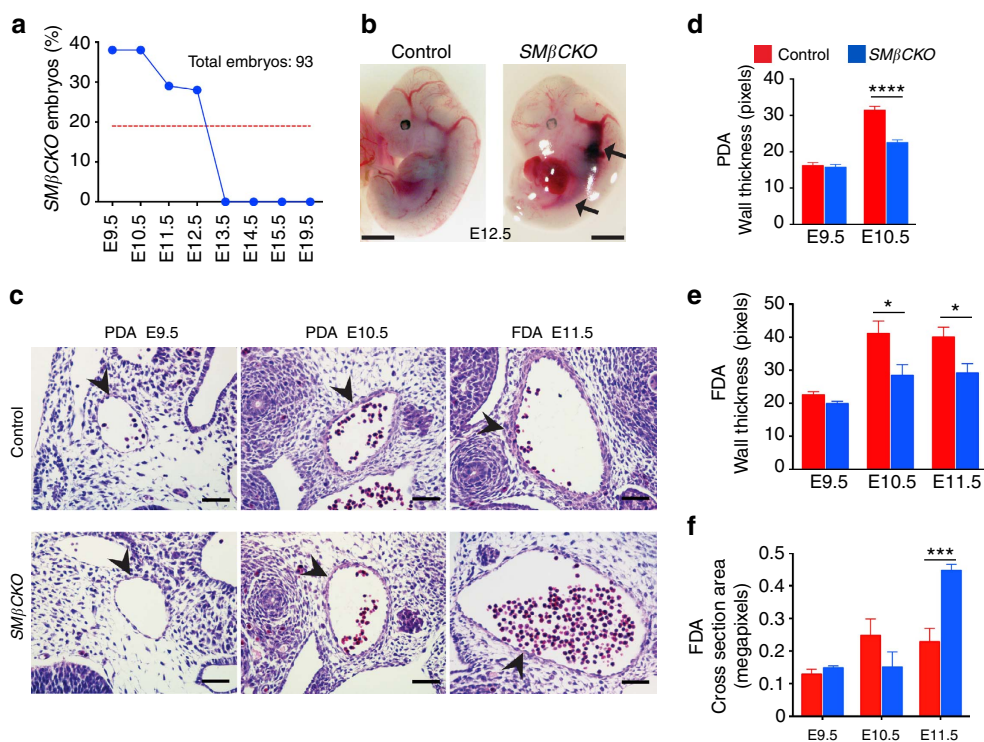 a
SMβCKO embryos (%)
40
30
20
10
0
Total embryos: 93
E9.5
E10.5
E11.5
E12.5
E13.5
E14.5
E15.5
E19.5
b
Control
SMβCKO
E12.5
c
PDA E9.5
PDA E10.5
FDA E11.5
Control
SMβCKO
d
Control
SMβCKO
PDA
Wall thickness (pixels)
40
30
20
10
0
****
E9.5
E10.5
e
FDA
Wall thickness (pixels)
50
40
30
20
10
0
*
*
E9.5
E10.5
E11.5
f
FDA
Cross section area
(megapixels)
0.5
0.4
0.3
0.2
0.1
0
***
E9.5
E10.5
E11.5